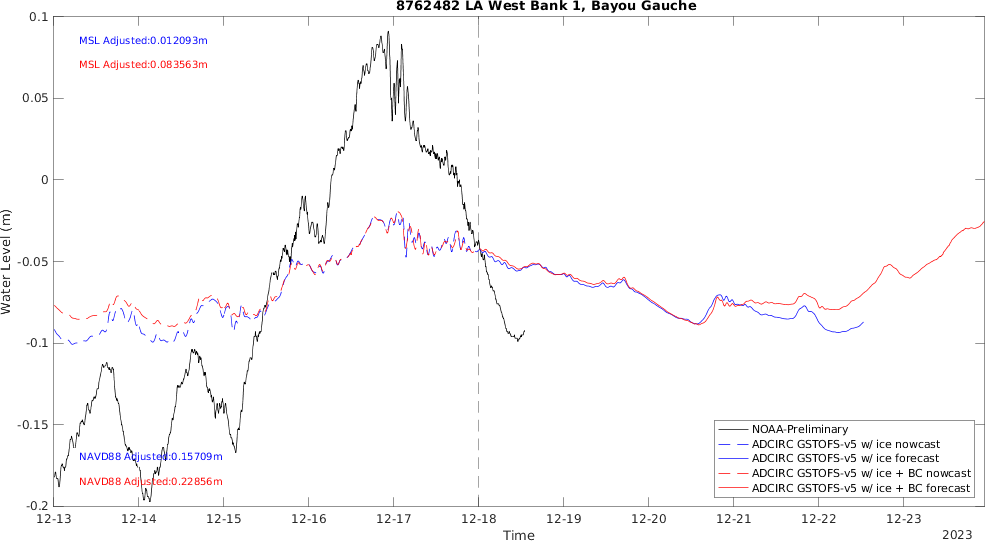 8762482 LA West Bank 1, Bayou Gauche
MSL Adjusted:0.012093m
MSL Adjusted:0.083563m
0.1
0.05
0
-0.05
-0.1
-0.15
-0.2
Water Level (m)
NAVD88 Adjusted:0.15709m
NAVD88 Adjusted:0.22856m
NOAA-Preliminary
ADCIRC GSTOFS-v5 w/ ice nowcast
ADCIRC GSTOFS-v5 w/ ice forecast
ADCIRC GSTOFS-v5 w/ ice + BC nowcast
ADCIRC GSTOFS-v5 w/ ice + BC forecast
12-13 12-14 12-15 12-16 12-17 12-18 12-19 12-20 12-21 12-22 12-23
Time
2023